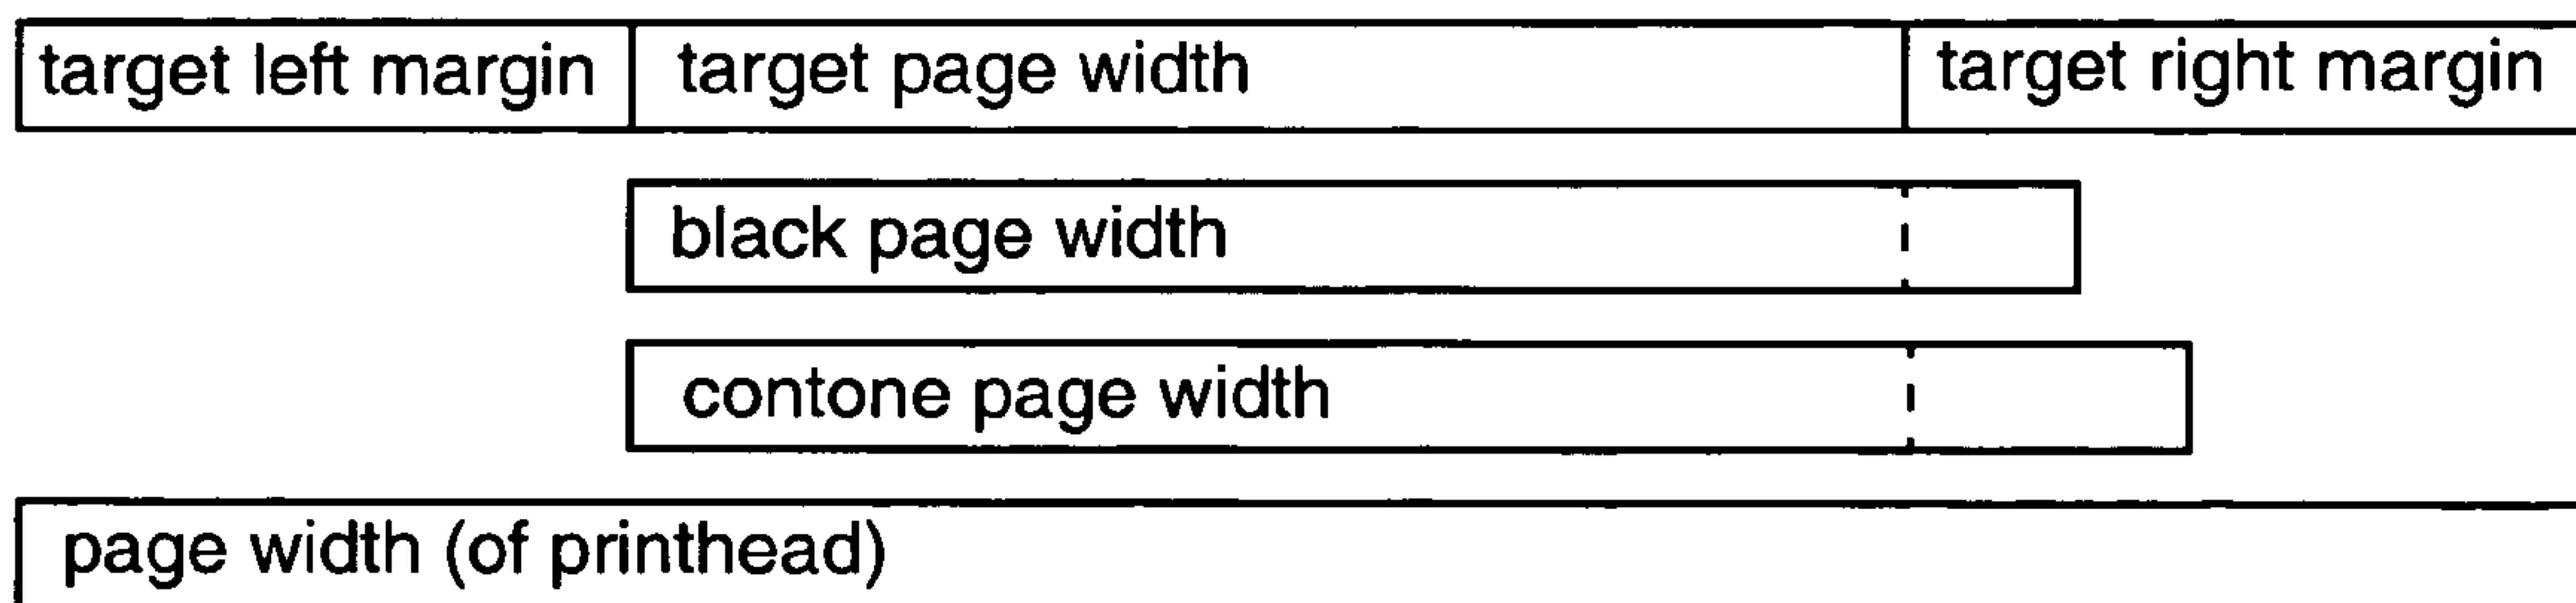 target left margin target page width target right margin
black page width
contone page width
page width (of printhead)